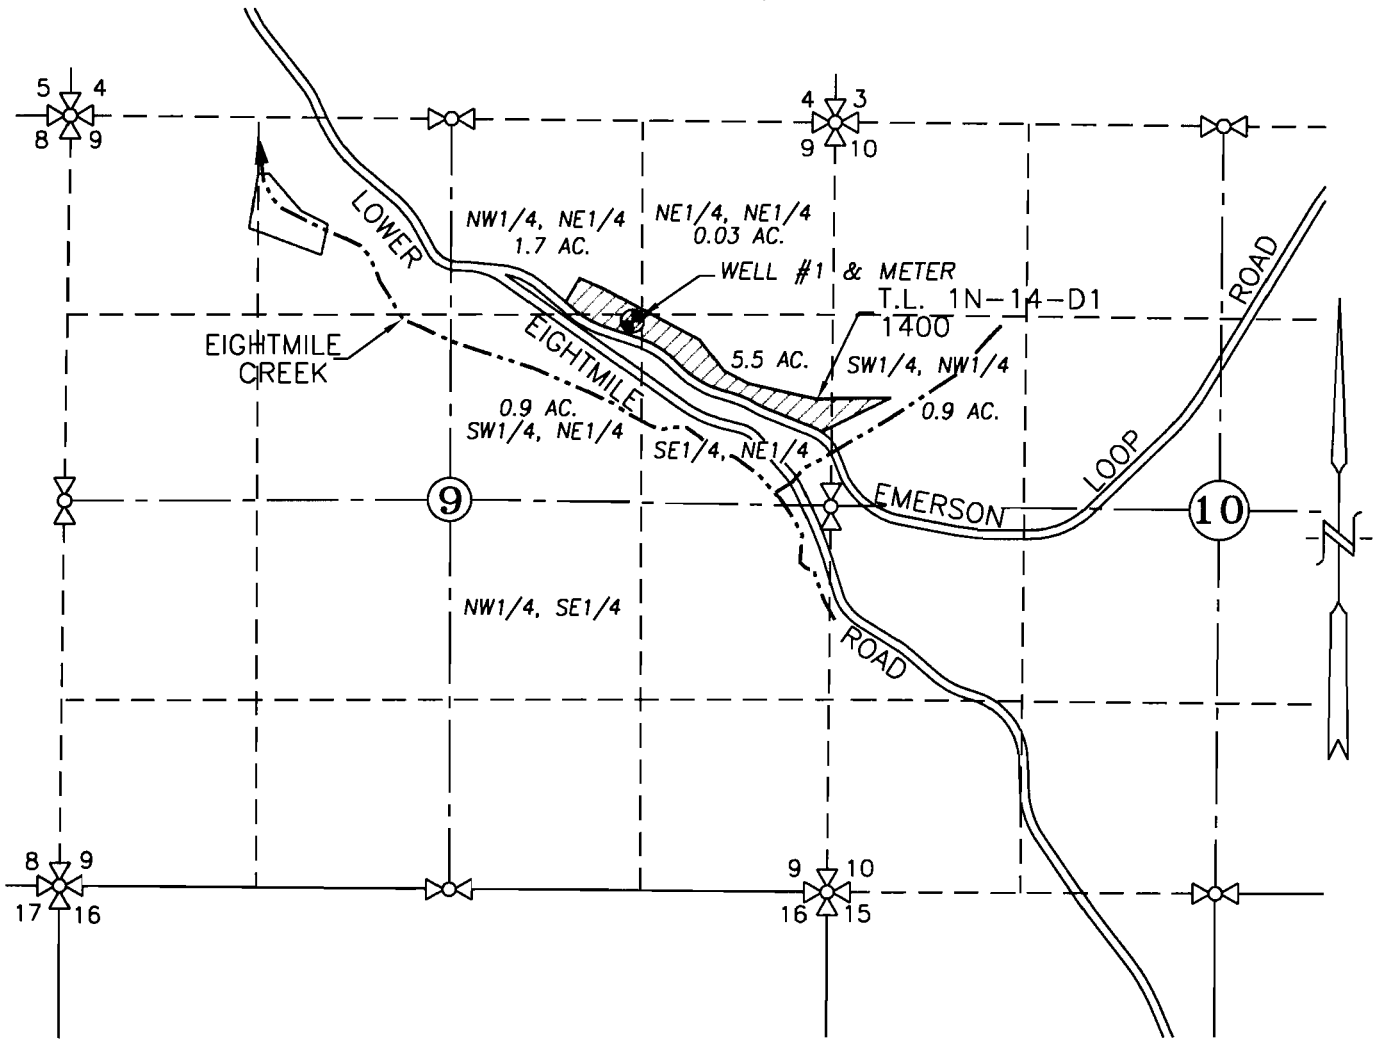 5 4
8 9
4 3
9 10
LOWER
NW1/4, NE1/4
1.7 AC.
NE1/4, NE1/4
0.03 AC.
WELL #1 & METER
T.L. 1N-14-D1
1400
ROAD
EIGHTMILE
CREEK
EIGHTMILE
5.5 AC.
SW1/4, NW1/4
0.9 AC.
0.9 AC.
SW1/4, NE1/4
SE1/4, NE1/4
LOOP
9
EMERSON
10
N
NW1/4, SE1/4
ROAD
8 9
17 16
9 10
16 15